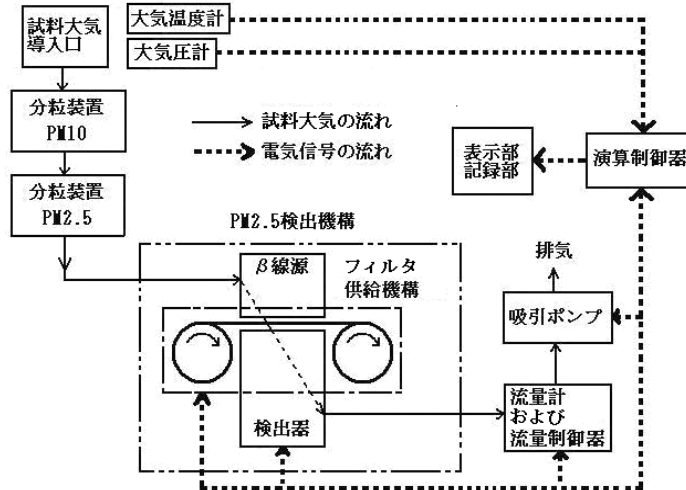 試料大気
導入口
大気温度計
大気圧計
分粒装置
PM10
試料大気の流れ
電気信号の流れ
表示部
記録部
演算制御器
分粒装置
PM2.5
PM2.5検出機構
β線源
フィルタ
供給機構
排気
吸引ポンプ
検出器
流量計
および
流量制御器